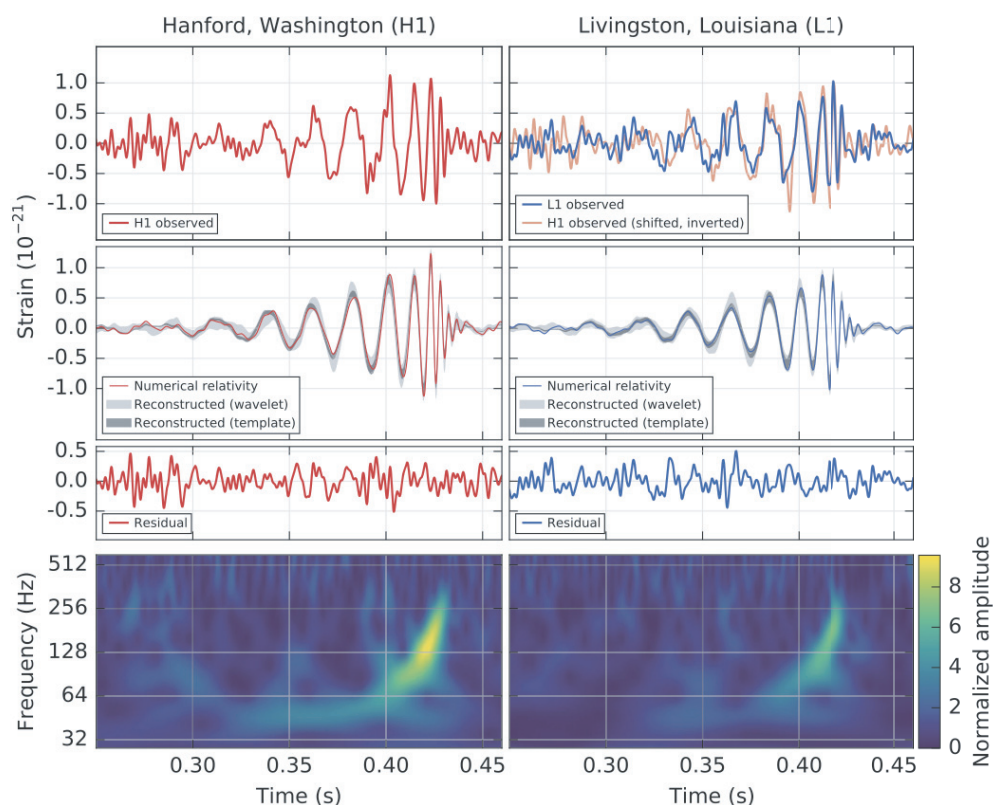 Hanford, Washington (H1)
Livingston, Louisiana (L1)
Strain (10⁻²¹)
1.0
0.5
0.0
-0.5
-1.0
H1 observed
L1 observed
H1 observed (shifted, inverted)
1.0
0.5
0.0
-0.5
-1.0
Numerical relativity
Reconstructed (wavelet)
Reconstructed (template)
Numerical relativity
Reconstructed (wavelet)
Reconstructed (template)
0.5
0.0
-0.5
Residual
Residual
Frequency (Hz)
512
256
128
64
32
Normalized amplitude
8
6
4
2
0
0.30 0.35 0.40 0.45
0.30 0.35 0.40 0.45
Time (s)
Time (s)